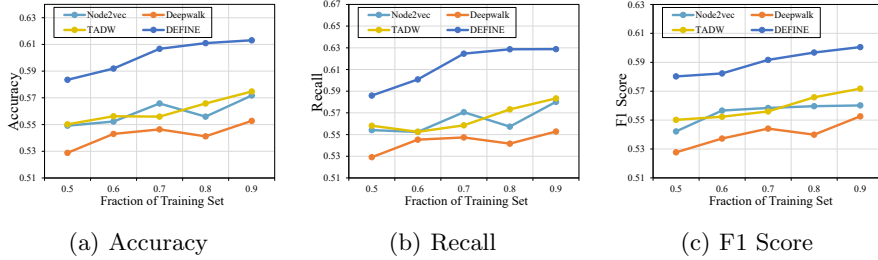 Node2vec Deepwalk
TADW DEFINE
0.63
0.61
0.59
0.57
0.55
0.53
0.51
Accuracy
0.5 0.6 0.7 0.8 0.9
Fraction of Training Set
(a) Accuracy
Node2vec Deepwalk
TADW DEFINE
0.67
0.65
0.63
0.61
0.59
0.57
0.55
0.53
0.51
Recall
0.5 0.6 0.7 0.8 0.9
Fraction of Training Set
(b) Recall
Node2vec Deepwalk
TADW DEFINE
0.63
0.61
0.59
0.57
0.55
0.53
0.51
F1 Score
0.5 0.6 0.7 0.8 0.9
Fraction of Training Set
(c) F1 Score